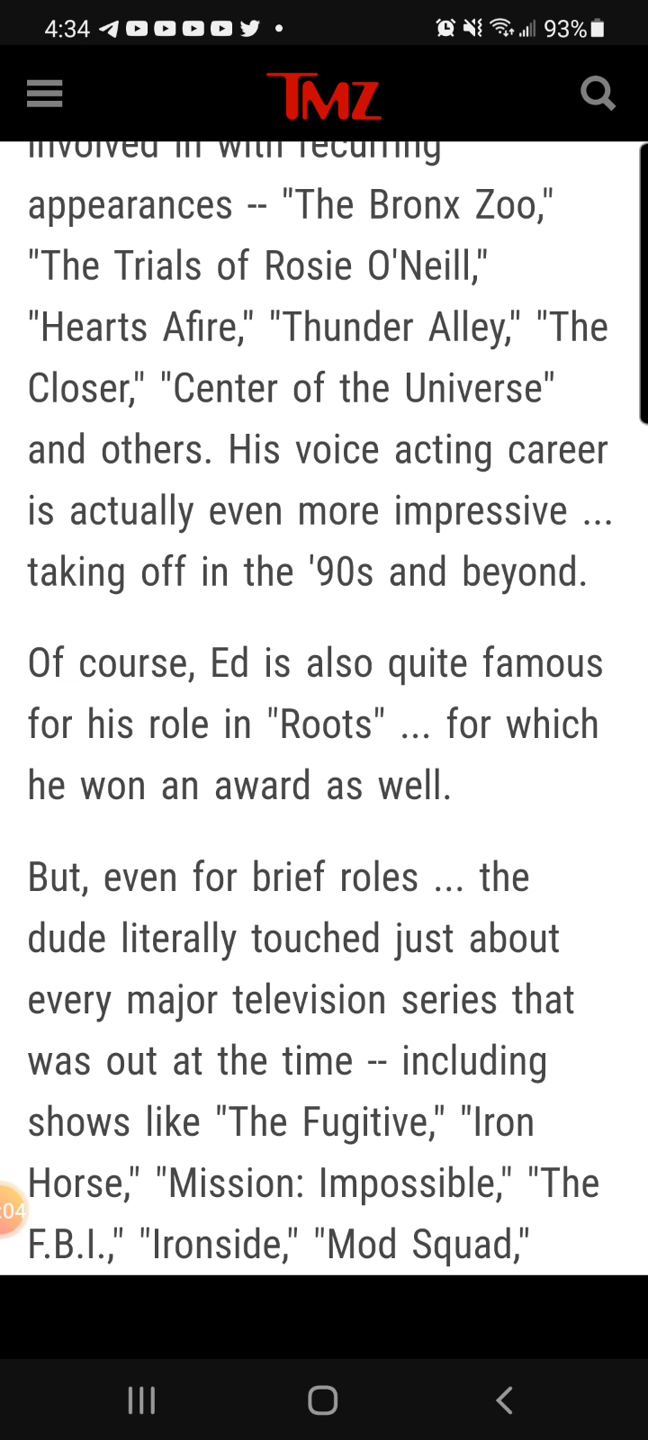 4:34
93%
TMZ
involved in with recurring
appearances -- "The Bronx Zoo,"
"The Trials of Rosie O'Neill,"
"Hearts Afire," "Thunder Alley," "The
Closer," "Center of the Universe"
and others. His voice acting career
is actually even more impressive ...
taking off in the '90s and beyond.
Of course, Ed is also quite famous
for his role in "Roots" ... for which
he won an award as well.
But, even for brief roles ... the
dude literally touched just about
every major television series that
was out at the time -- including
shows like "The Fugitive," "Iron
Horse," "Mission: Impossible," "The
:04
F.B.I.," "Ironside," "Mod Squad,"